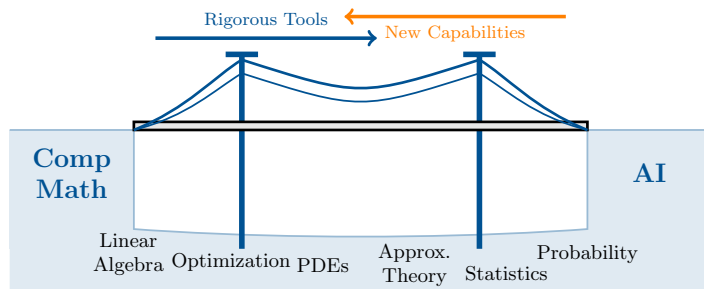 Rigorous Tools
New Capabilities
Comp
Math
AI
Linear
Algebra
Optimization
PDEs
Approx.
Theory
Statistics
Probability